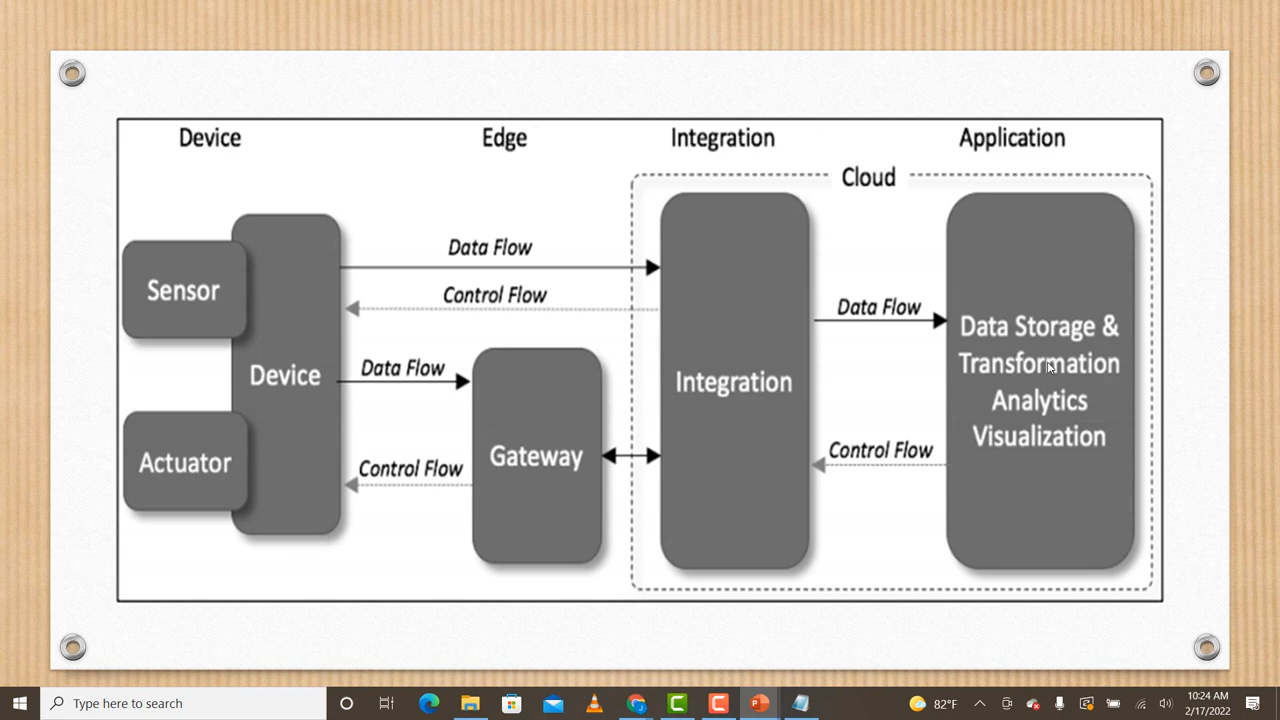 Device
Edge
Integration
Application
Cloud
Data Flow
Sensor
Control Flow
Data Flow
Data Storage &
Transformation
Analytics
Visualization
Data Flow
Device
Integration
Gateway
Actuator
Control Flow
Control Flow
Type here to search
82°F
10:24 AM
2/17/2022